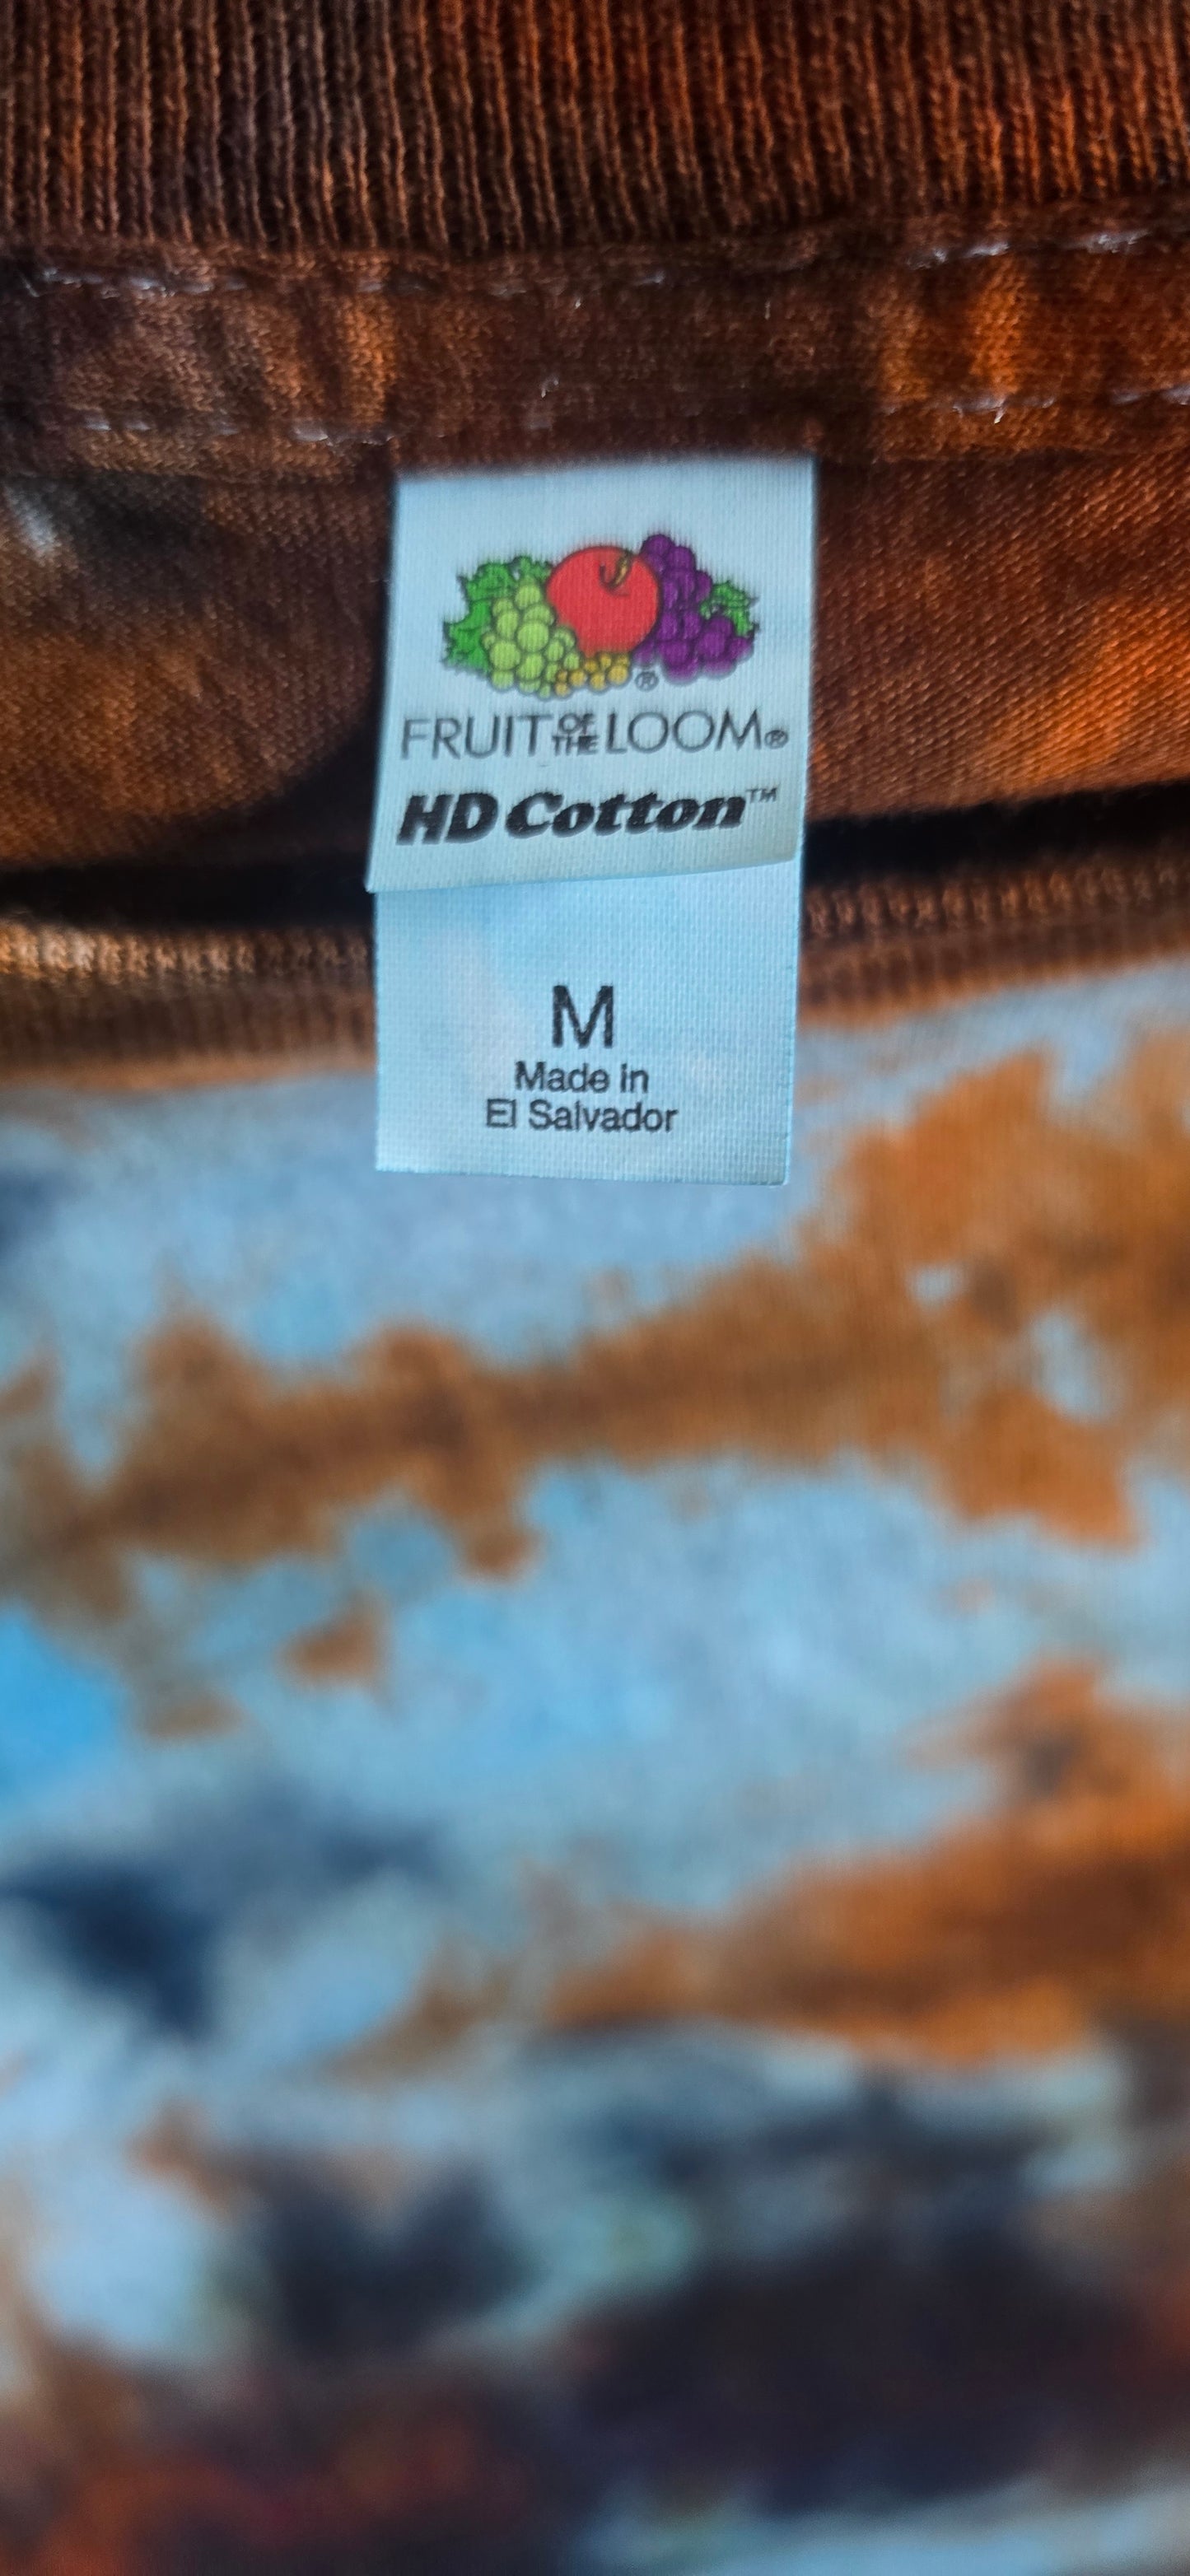 ®
FRUIT OF THE LOOM®
HD Cotton™
M
Made in
El Salvador